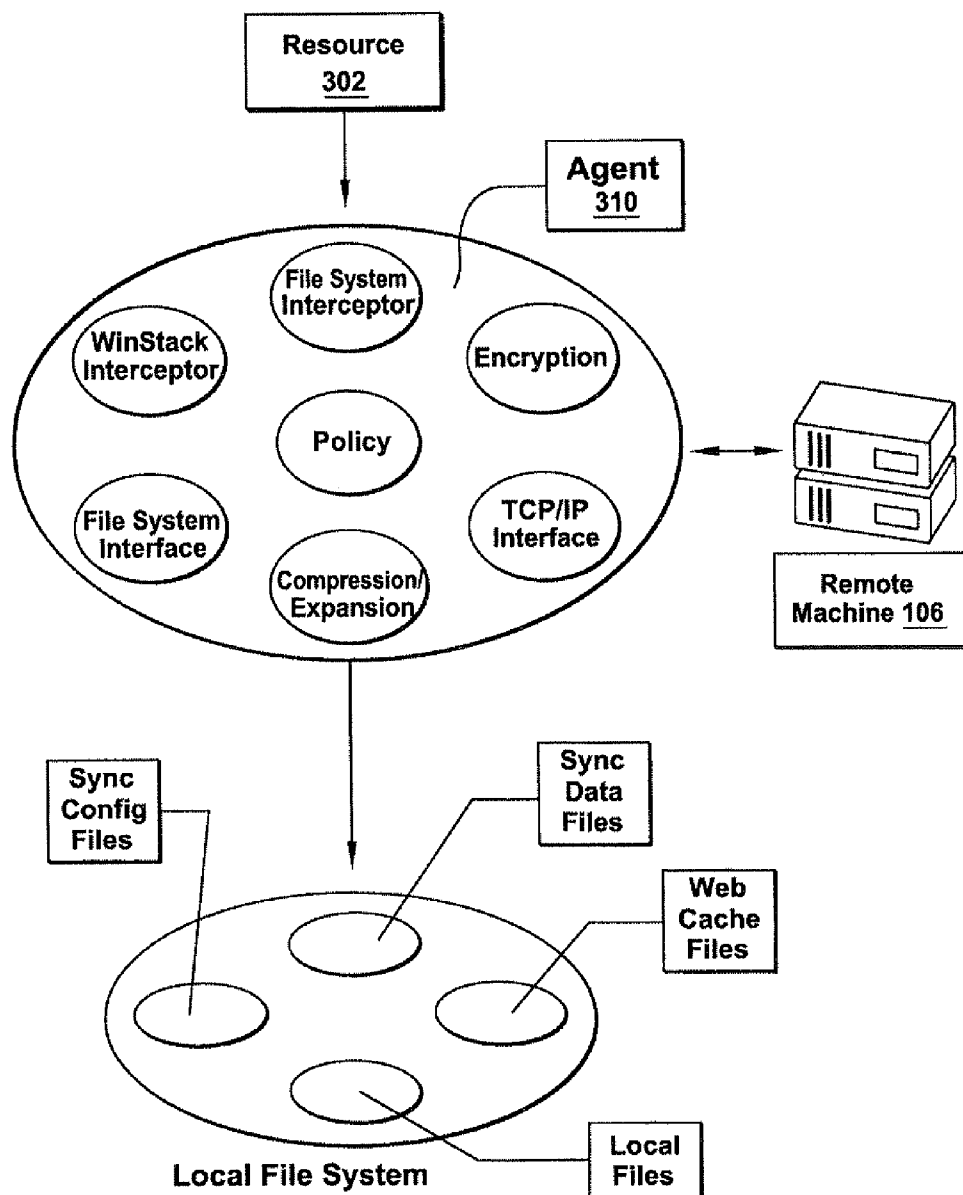 Resource
302
Agent
310
File System
Interceptor
WinStack
Interceptor
Encryption
Policy
File System
Interface
TCP/IP
Interface
Compression/
Expansion
Remote
Machine 106
Sync
Config
Files
Sync
Data
Files
Web
Cache
Files
Local File System
Local
Files